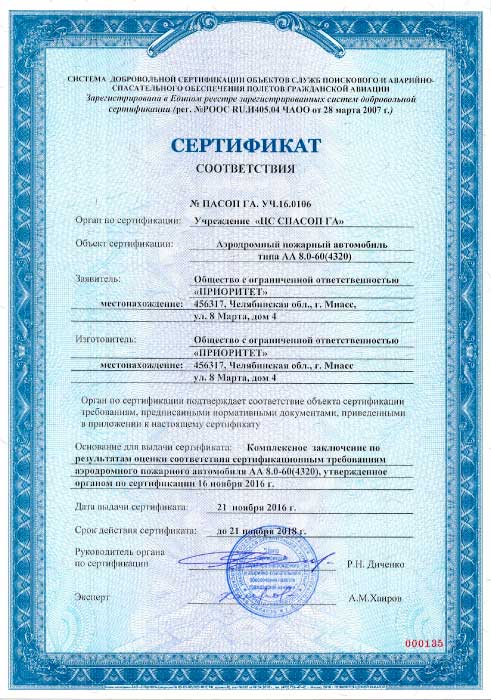 СИСТЕМА ДОБРОВОЛЬНОЙ СЕРТИФИКАЦИИ ОБЪЕКТОВ СЛУЖБ ПОИСКОВОГО И АВАРИЙНО-
СПАСАТЕЛЬНОГО ОБЕСПЕЧЕНИЯ ПОЛЕТОВ ГРАЖДАНСКОЙ АВИАЦИИ
Зарегистрирована в Едином реестре зарегистрированных систем добровольной
сертификации (рег. №РОСС RU.И405.04 ЧАОО от 28 марта 2007 г.)
СЕРТИФИКАТ
СООТВЕТСТВИЯ
№ ПАСОП ГА. УЧ.16.0106
Орган по сертификации: Учреждение «ЦС СПАСОП ГА»
Объект сертификации: Аэродромный пожарный автомобиль
типа АА 8.0-60(4320)
Заявитель: Общество с ограниченной ответственностью
«ПРИОРИТЕТ»
местонахождение: 456317, Челябинская обл., г. Миасс,
ул. 8 Марта, дом 4
Изготовитель: Общество с ограниченной ответственностью
«ПРИОРИТЕТ»
местонахождение: 456317, Челябинская обл., г. Миасс
ул. 8 Марта, дом 4
Орган по сертификации подтверждает соответствие объекта сертификации
требованиям, предписанными нормативными документами, приведенными
в приложении к настоящему сертификату
Основание для выдачи сертификата: Комплексное заключение по
результатам оценки соответствия сертификационным требованиям
аэродромного пожарного автомобиля АА 8.0-60(4320), утвержденное
органом по сертификации 16 ноября 2016 г.
Дата выдачи сертификата: 21 ноября 2016 г.
Срок действия сертификата: до 21 ноября 2018 г.
Руководитель органа
по сертификации Р.Н. Диченко
Эксперт А.М.Хаиров
000135